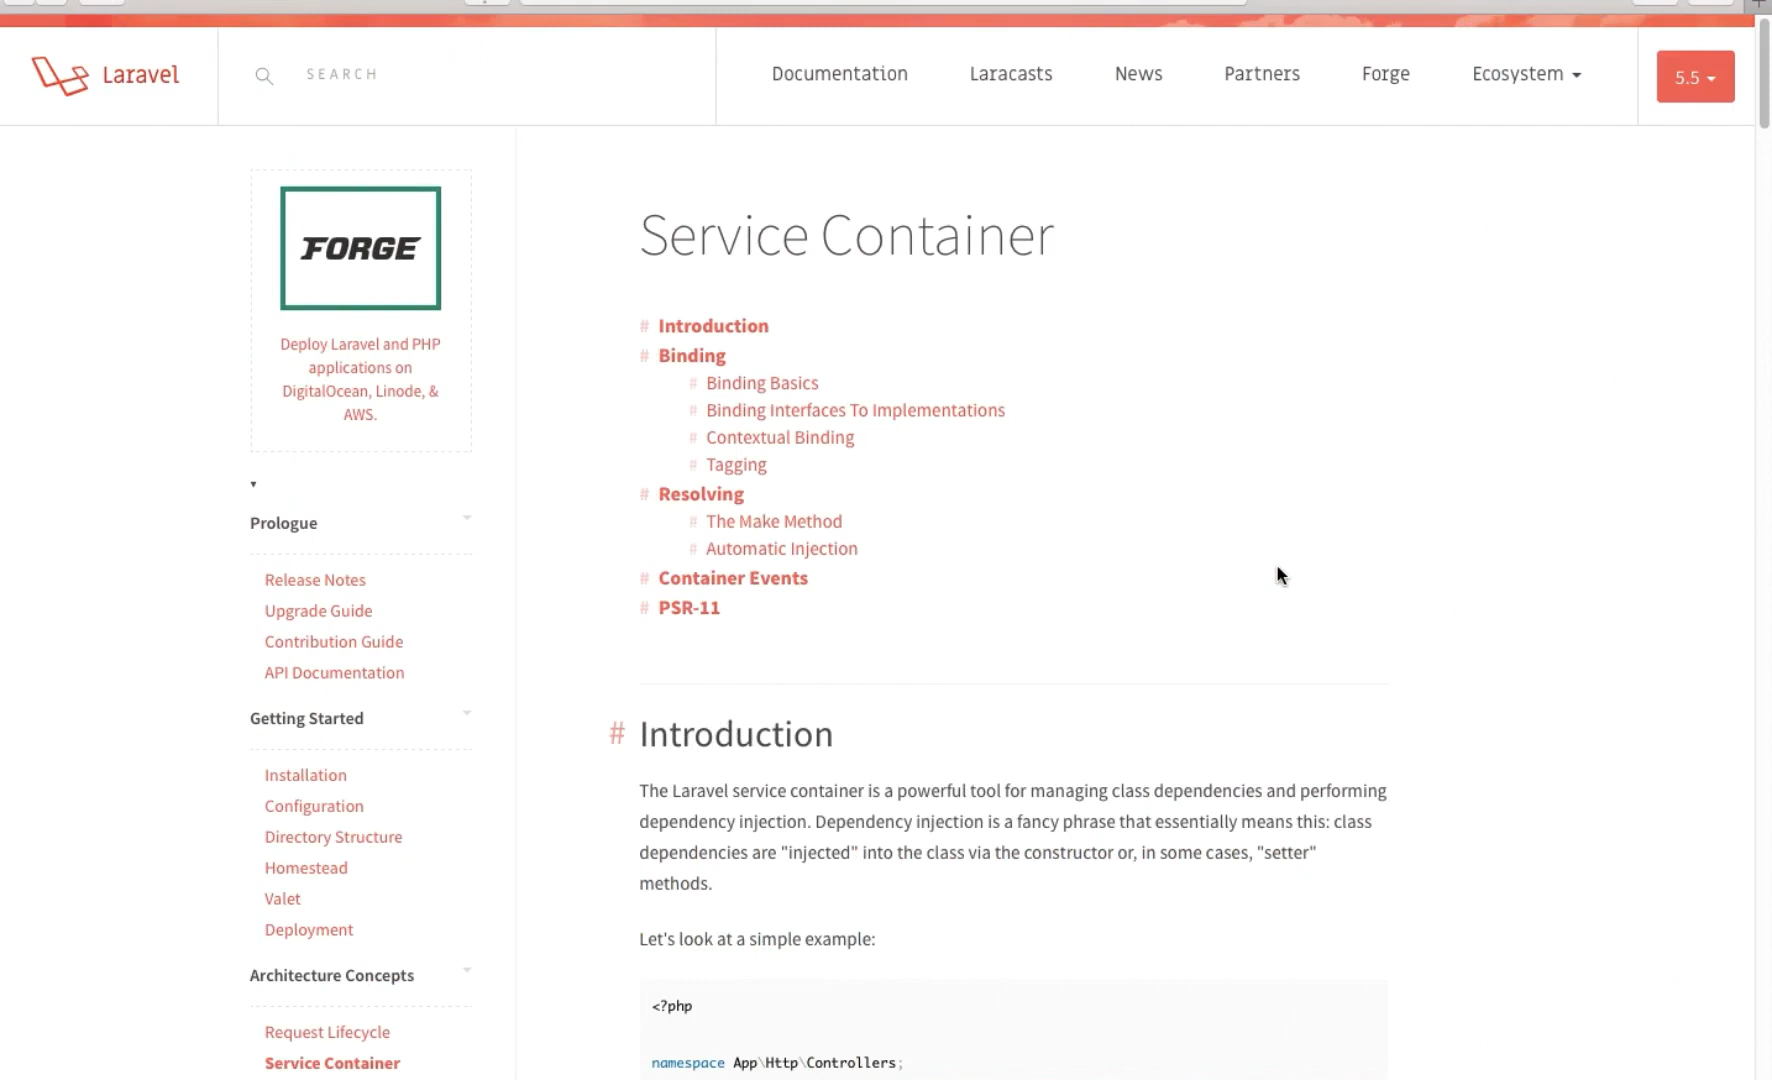 Laravel
SEARCH
Documentation
Laracasts
News
Partners
Forge
Ecosystem
5.5
FORGE
Deploy Laravel and PHP
applications on
DigitalOcean, Linode, &
AWS.
Prologue
Release Notes
Upgrade Guide
Contribution Guide
API Documentation
Getting Started
Installation
Configuration
Directory Structure
Homestead
Valet
Deployment
Architecture Concepts
Request Lifecycle
Service Container
Service Container
# Introduction
# Binding
# Binding Basics
# Binding Interfaces To Implementations
# Contextual Binding
# Tagging
# Resolving
# The Make Method
# Automatic Injection
# Container Events
# PSR-11
# Introduction
The Laravel service container is a powerful tool for managing class dependencies and performing
dependency injection. Dependency injection is a fancy phrase that essentially means this: class
dependencies are "injected" into the class via the constructor or, in some cases, "setter"
methods.
Let's look at a simple example:
<?php
namespace App\Http\Controllers;